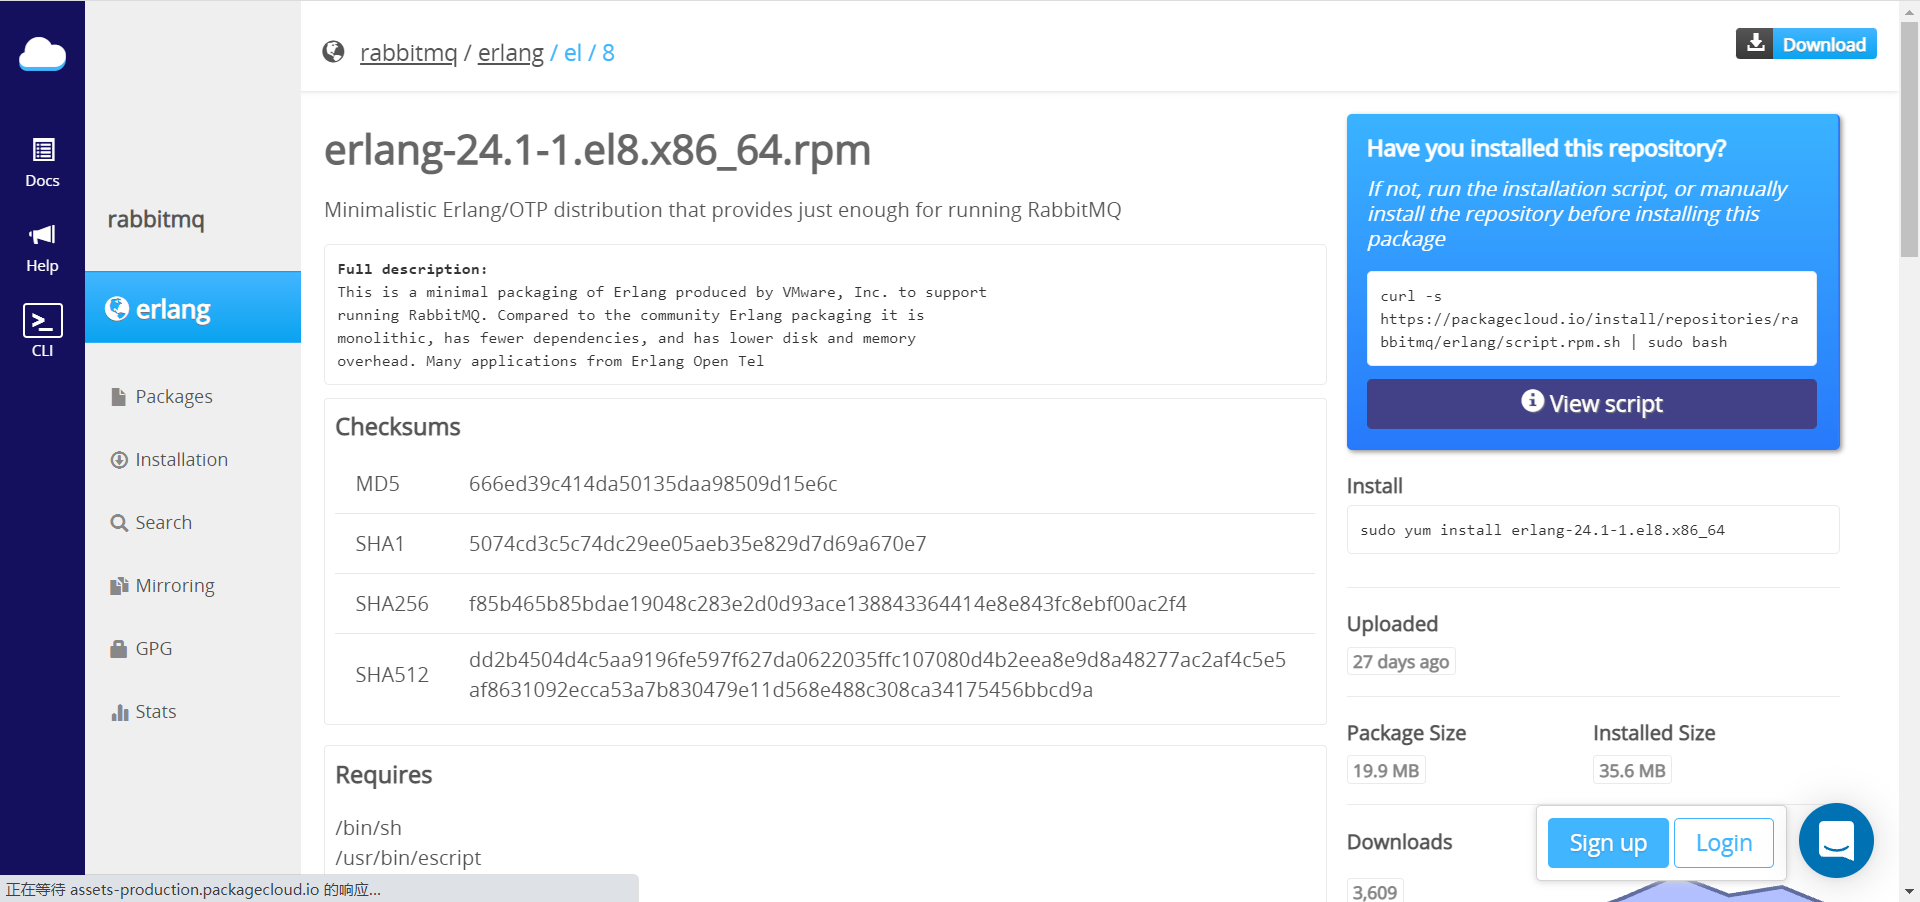 Docs
Help
CLI
rabbitmq
erlang
Packages
Installation
Search
Mirroring
GPG
Stats
rabbitmq / erlang / el / 8
Download
erlang-24.1-1.el8.x86_64.rpm
Minimalistic Erlang/OTP distribution that provides just enough for running RabbitMQ
Full description:
This is a minimal packaging of Erlang produced by VMware, Inc. to support
running RabbitMQ. Compared to the community Erlang packaging it is
monolithic, has fewer dependencies, and has lower disk and memory
overhead. Many applications from Erlang Open Tel
Checksums
MD5 666ed39c414da50135daa98509d15e6c
SHA1 5074cd3c5c74dc29ee05aeb35e829d7d69a670e7
SHA256 f85b465b85bdae19048c283e2d0d93ace138843364414e8e843fc8ebf00ac2f4
SHA512 dd2b4504d4c5aa9196fe597f627da0622035ffc107080d4b2eea8e9d8a48277ac2af4c5e5
af8631092ecca53a7b830479e11d568e488c308ca34175456bbcd9a
Requires
/bin/sh
/usr/bin/escript
Have you installed this repository?
If not, run the installation script, or manually
install the repository before installing this
package
curl -s
https://packagecloud.io/install/repositories/ra
bbitmq/erlang/script.rpm.sh | sudo bash
View script
Install
sudo yum install erlang-24.1-1.el8.x86_64
Uploaded
27 days ago
Package Size Installed Size
19.9 MB 35.6 MB
Downloads
3,609
Sign up Login
正在等待 assets-production.packagecloud.io 的响应...